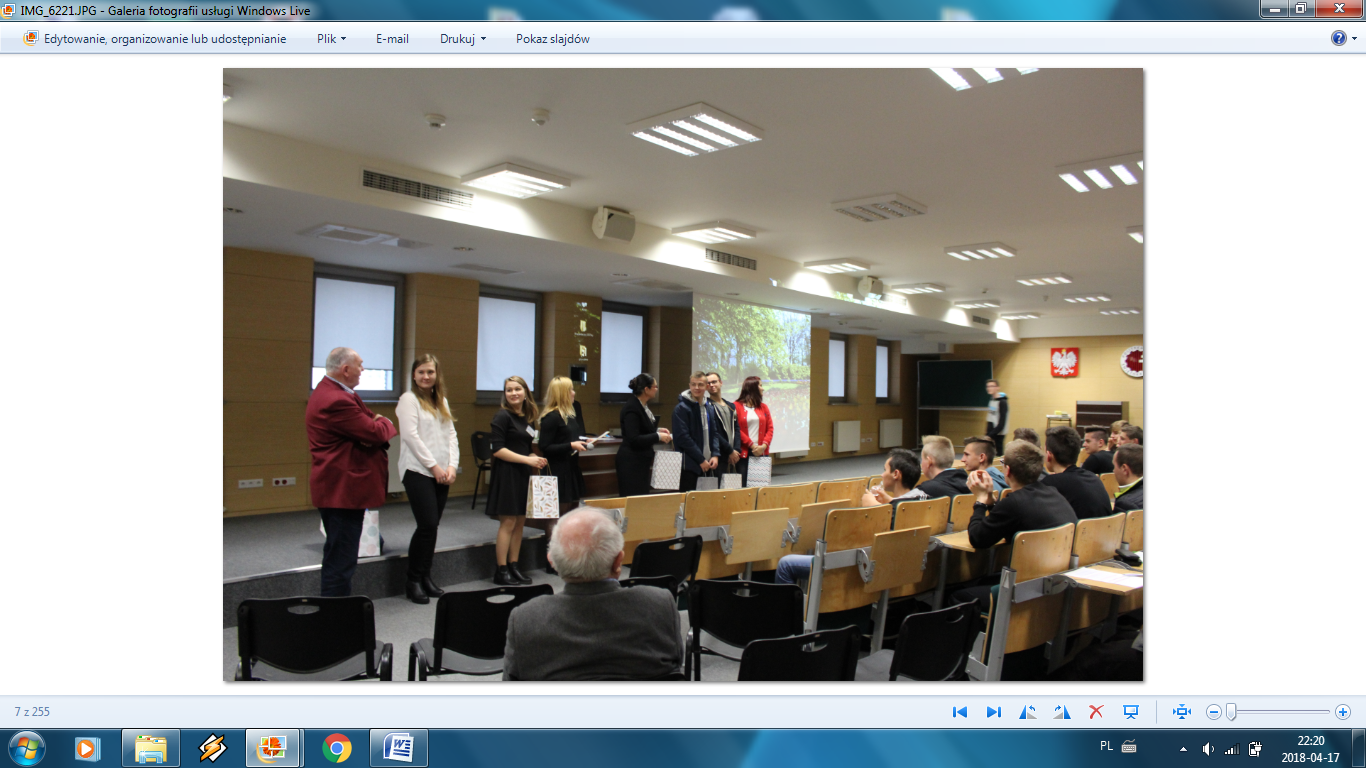 IMG_6221.JPG - Galeria fotografii usługi Windows Live
Edytowanie, organizowanie lub udostępnianie Plik E-mail Drukuj Pokaz slajdów
7 z 255
PL
22:20
2018-04-17